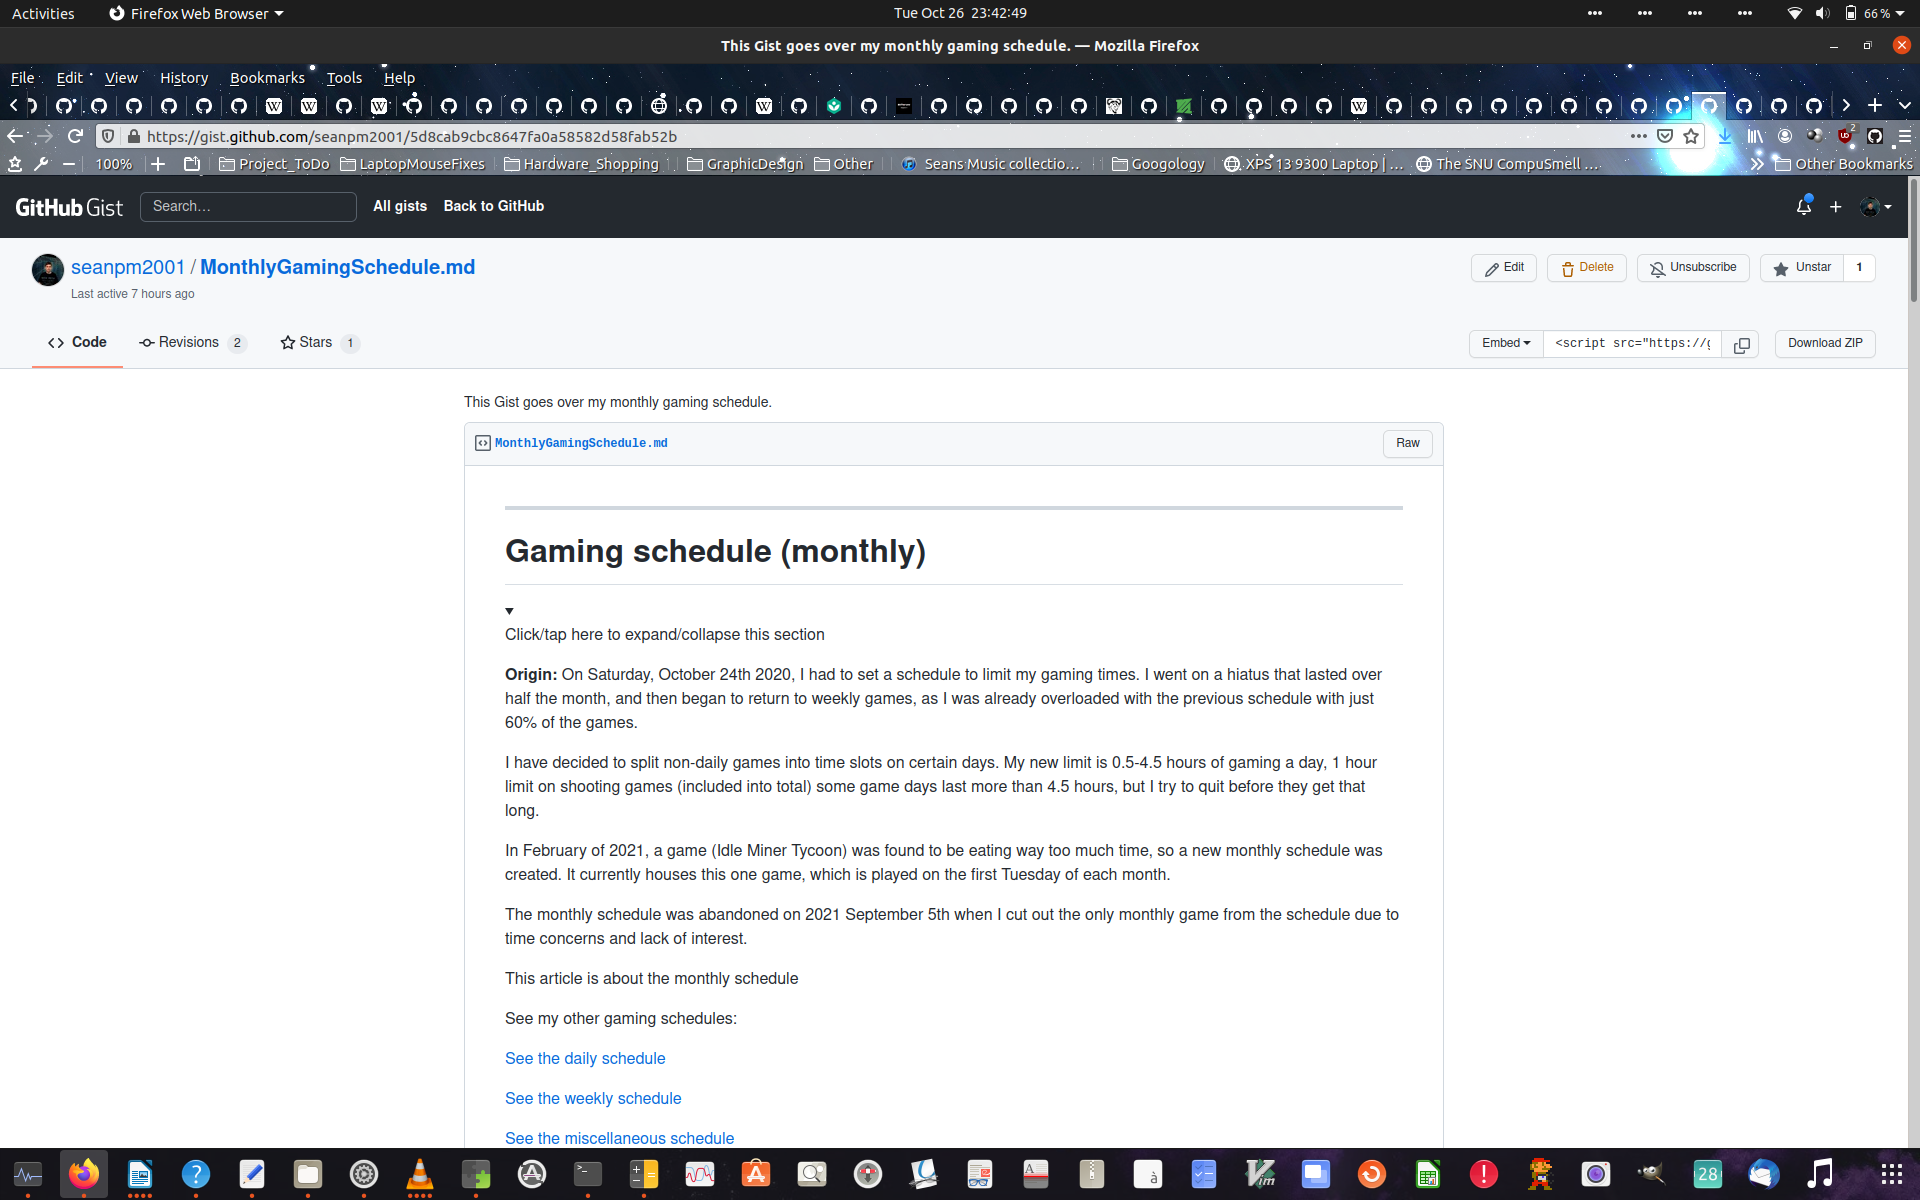 Activities Firefox Web Browser Tue Oct 26 23:42:49 66 %
This Gist goes over my monthly gaming schedule. — Mozilla Firefox
File Edit View History Bookmarks Tools Help
https://gist.github.com/seanpm2001/5d8cab9cbc8647fa0a58582d58fab52b 2
100% Project_ToDo LaptopMouseFixes Hardware_Shopping GraphicDesign Other Seans Music collectio… Googology XPS 13 9300 Laptop | … The SNU CompuSmell … Other Bookmarks
GitHub Gist Search… All gists Back to GitHub
seanpm2001 / MonthlyGamingSchedule.md Edit Delete Unsubscribe Unstar 1
Last active 7 hours ago
Code Revisions 2 Stars 1 Embed <script src="https://g Download ZIP
This Gist goes over my monthly gaming schedule.
MonthlyGamingSchedule.md Raw
Gaming schedule (monthly)
Click/tap here to expand/collapse this section
Origin: On Saturday, October 24th 2020, I had to set a schedule to limit my gaming times. I went on a hiatus that lasted over
half the month, and then began to return to weekly games, as I was already overloaded with the previous schedule with just
60% of the games.
I have decided to split non-daily games into time slots on certain days. My new limit is 0.5-4.5 hours of gaming a day, 1 hour
limit on shooting games (included into total) some game days last more than 4.5 hours, but I try to quit before they get that
long.
In February of 2021, a game (Idle Miner Tycoon) was found to be eating way too much time, so a new monthly schedule was
created. It currently houses this one game, which is played on the first Tuesday of each month.
The monthly schedule was abandoned on 2021 September 5th when I cut out the only monthly game from the schedule due to
time concerns and lack of interest.
This article is about the monthly schedule
See my other gaming schedules:
See the daily schedule
See the weekly schedule
See the miscellaneous schedule
28